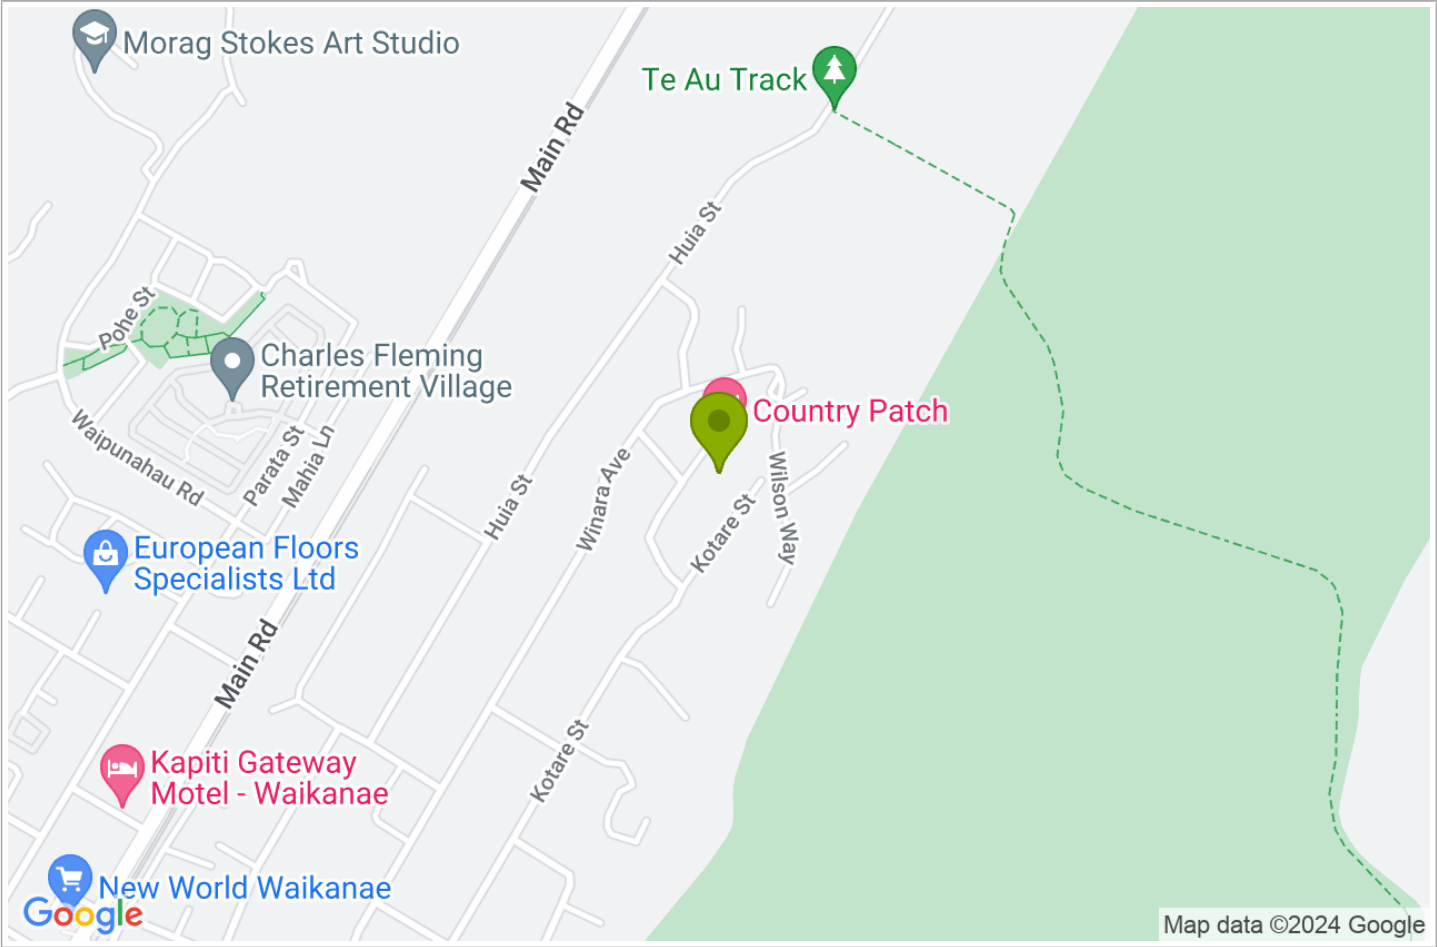 Morag Stokes Art Studio
Te Au Track
Main Rd
Huia St
Pohe St
Charles Fleming
Retirement Village
Country Patch
Waipunahau Rd
Parata St
Mahia Ln
Huia St
Winara Ave
Wilson Way
Kotare St
European Floors
Specialists Ltd
Main Rd
Kotare St
Kapiti Gateway
Motel - Waikanae
New World Waikanae
Google
Map data ©2024 Google